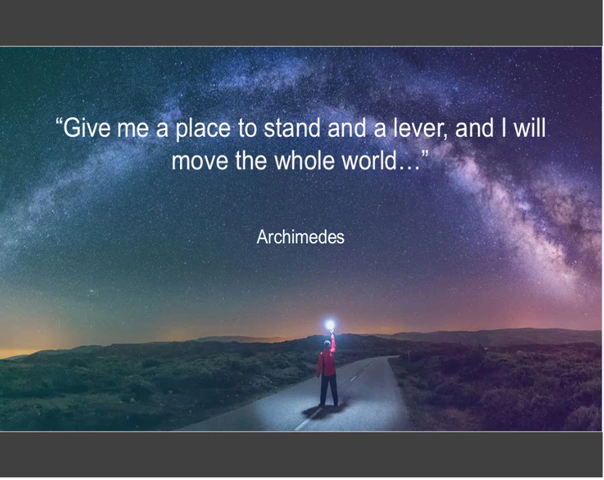 “Give me a place to stand and a lever, and I will
move the whole world…”
Archimedes